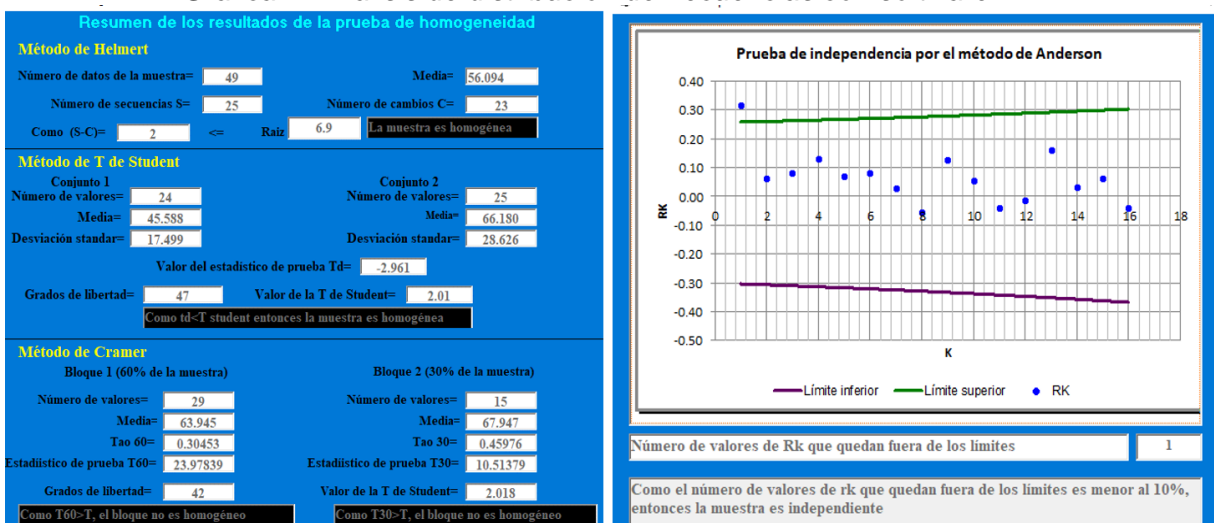 Resumen de los resultados de la prueba de homogeneidad
Método de Helmert
Número de datos de la muestra= 49 Media= 56.094
Número de secuencias S= 25 Número de cambios C= 23
Como (S-C)= 2 <= Raiz 6.9 La muestra es homogénea
Método de T de Student
Conjunto 1 Conjunto 2
Número de valores= 24 Número de valores= 25
Media= 45.588 Media= 66.180
Desviación standar= 17.499 Desviación standar= 28.626
Valor del estadístico de prueba Td= -2.961
Grados de libertad= 47 Valor de la T de Student= 2.01
Como td<T student entonces la muestra es homogénea
Método de Cramer
Bloque 1 (60% de la muestra) Bloque 2 (30% de la muestra)
Número de valores= 29 Número de valores= 15
Media= 63.945 Media= 67.947
Tao 60= 0.30453 Tao 30= 0.45976
Estadiístico de prueba T60= 23.97839 Estadiístico de prueba T30= 10.51379
Grados de libertad= 42 Valor de la T de Student= 2.018
Como T60>T, el bloque no es homogéneo Como T30>T, el bloque no es homogéneo
Prueba de independencia por el método de Anderson
0.40
0.30
0.20
0.10
0.00
-0.10
-0.20
-0.30
-0.40
-0.50
RK
0 2 4 6 8 10 12 14 16 18
K
Límite inferior Límite superior RK
Número de valores de Rk que quedan fuera de los límites 1
Como el número de valores de rk que quedan fuera de los límites es menor al 10%,
entonces la muestra es independiente